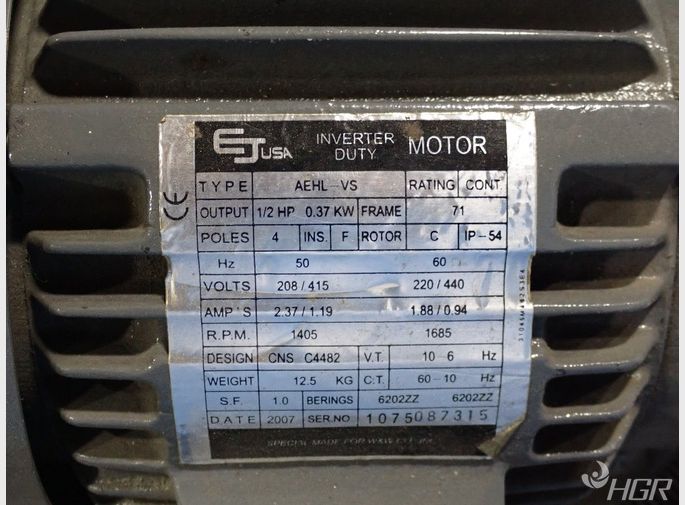 EJ USA INVERTER DUTY MOTOR
TYPE AEHL-VS RATING CONT.
OUTPUT 1/2 HP 0.37 KW FRAME 71
POLES 4 INS. F ROTOR C IP-54
Hz 50 60
VOLTS 208/415 220/440
AMP'S 2.37/1.19 1.88/0.94
R.P.M. 1405 1685
DESIGN CNS C4482 V.T. 10-6 Hz
WEIGHT 12.5 KG C.T. 60-10 Hz
S.F. 1.0 BERINGS 6202ZZ 6202ZZ
DATE 2007 SER.NO 1075087315
SPECIAL MADE FOR
CE
HGR